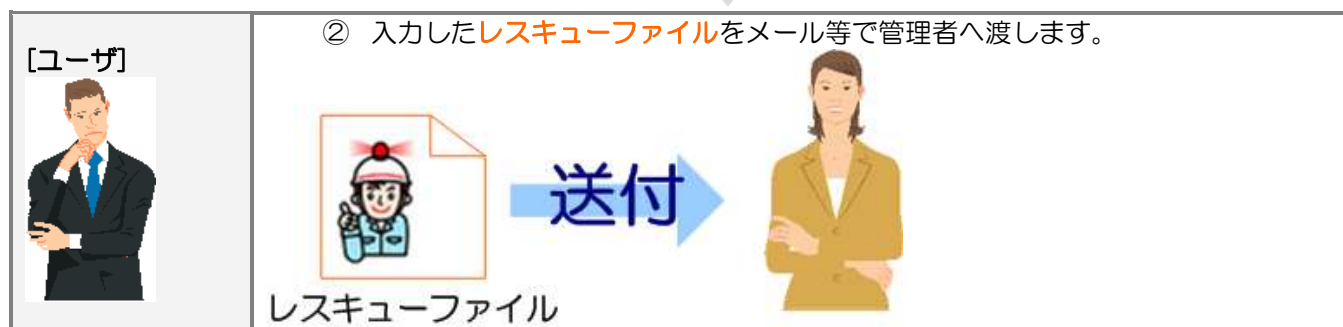 [ユーザ]
② 入力したレスキューファイルをメール等で管理者へ渡します。
送付
レスキューファイル